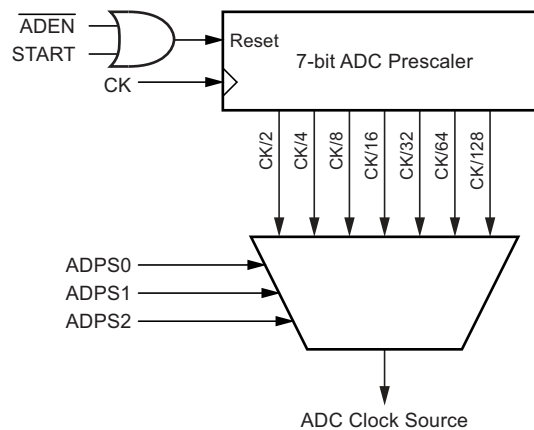 ADEN
START
Reset
7-bit ADC Prescaler
CK
CK/2
CK/4
CK/8
CK/16
CK/32
CK/64
CK/128
ADPS0
ADPS1
ADPS2
ADC Clock Source